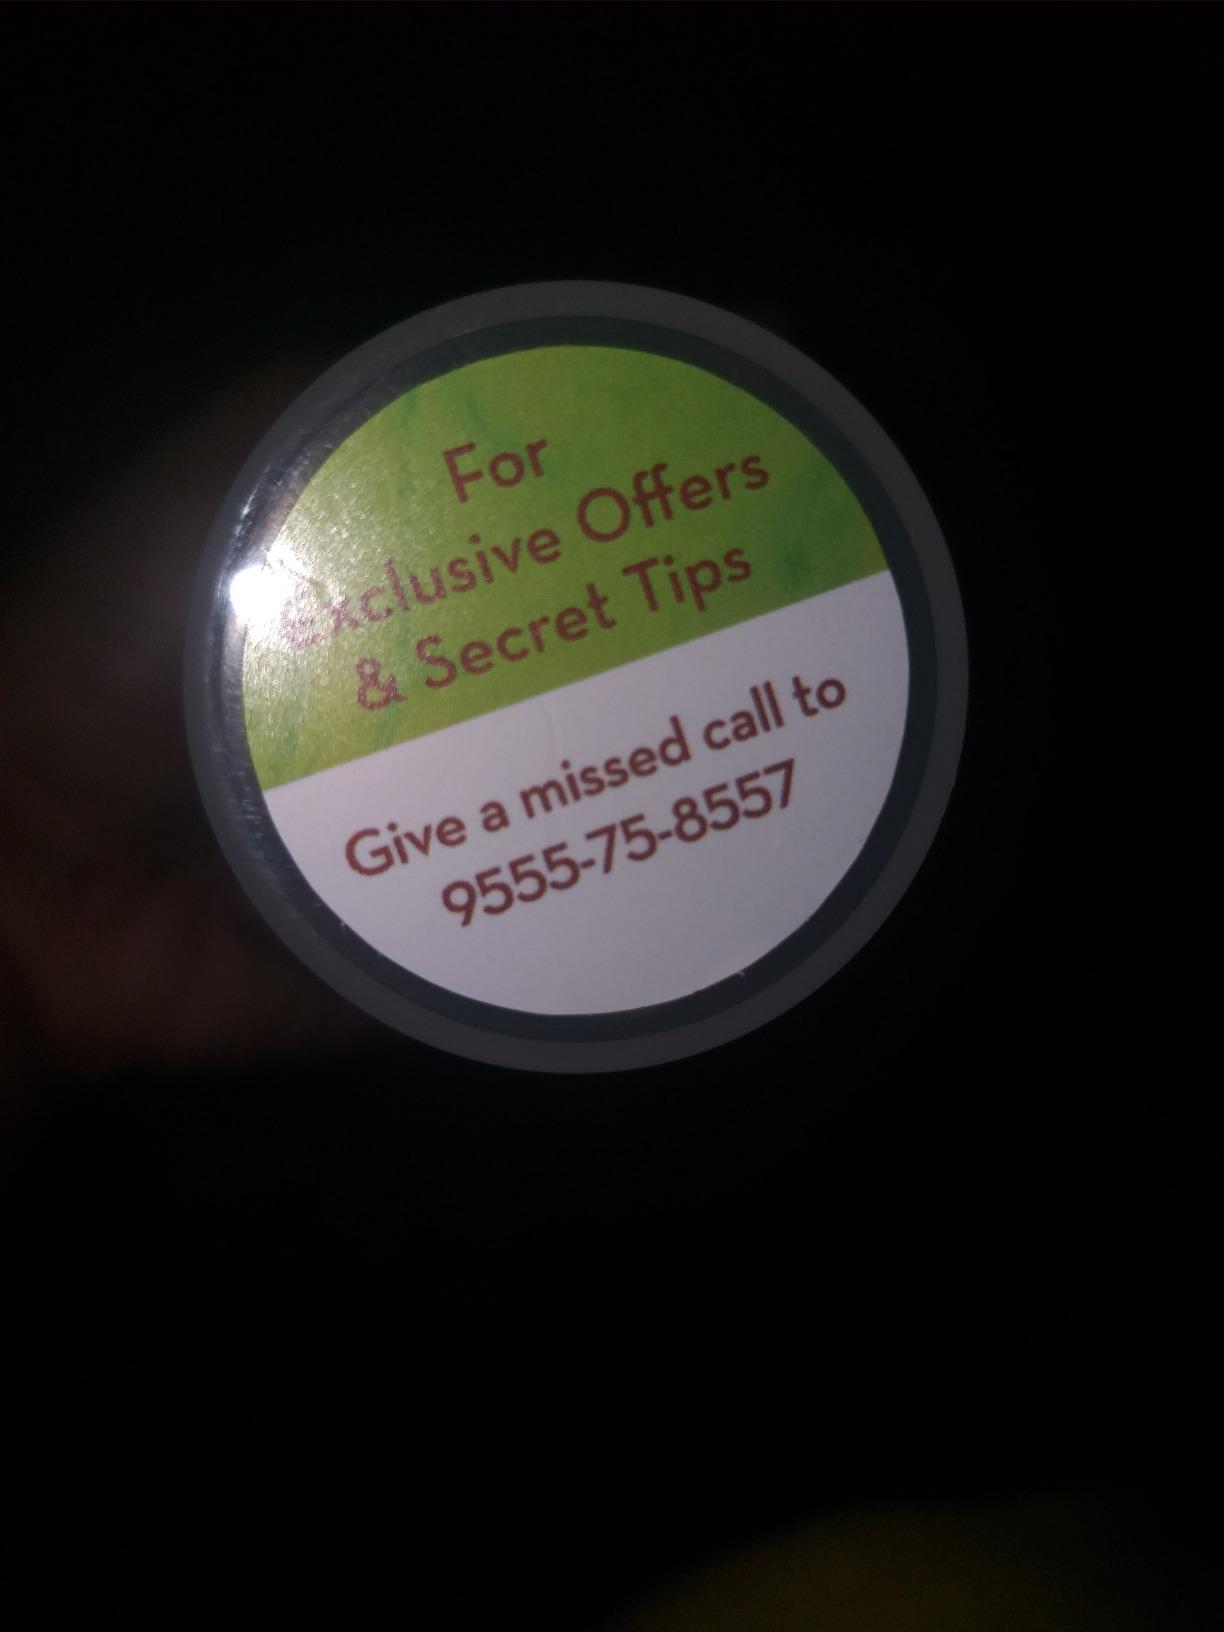 For
Exclusive Offers
& Secret Tips
Give a missed call to
9555-75-8557